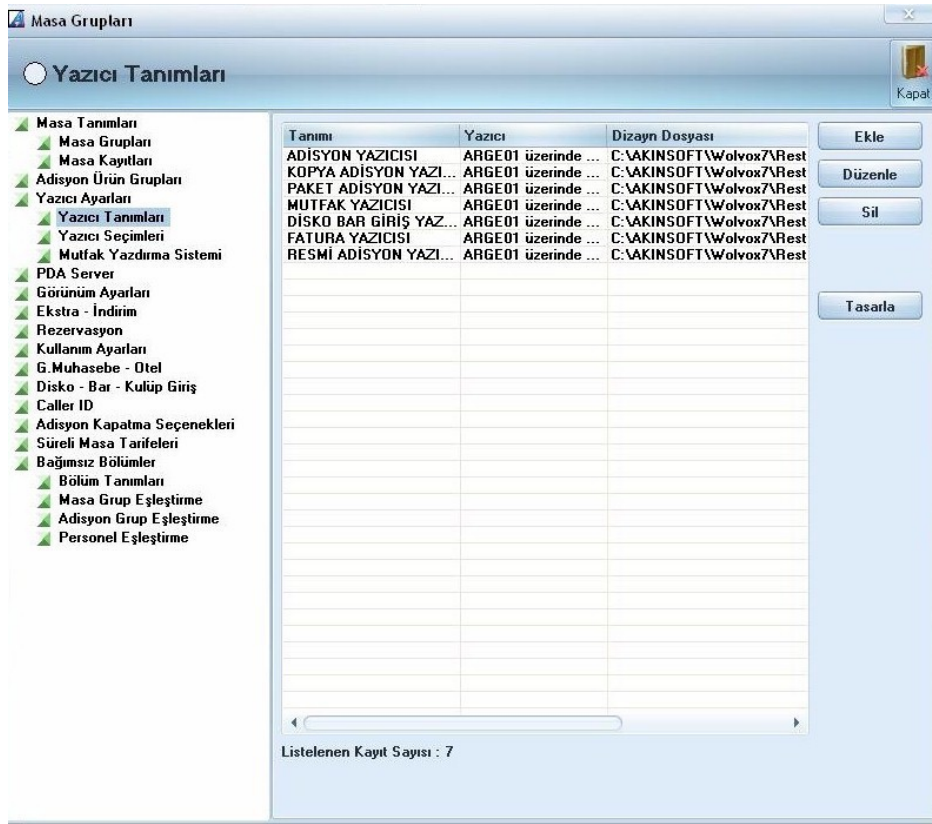 Masa Grupları
Yazıcı Tanımları
Kapat
Masa Tanımları
Masa Grupları
Masa Kayıtları
Adisyon Ürün Grupları
Yazıcı Ayarları
Yazıcı Tanımları
Yazıcı Seçimleri
Mutfak Yazdırma Sistemi
PDA Server
Görünüm Ayarları
Ekstra - İndirim
Rezervasyon
Kullanım Ayarları
G.Muhasebe - Otel
Disko - Bar - Kulüp Giriş
Caller ID
Adisyon Kapatma Seçenekleri
Süreli Masa Tarifeleri
Bağımsız Bölümler
Bölüm Tanımları
Masa Grup Eşleştirme
Adisyon Grup Eşleştirme
Personel Eşleştirme
Tanımı Yazıcı Dizayn Dosyası
ADİSYON YAZICISI ARGE01 üzerinde ... C:\AKINSOFT\Wolvox7\Rest
KOPYA ADİSYON YAZI... ARGE01 üzerinde ... C:\AKINSOFT\Wolvox7\Rest
PAKET ADİSYON YAZI... ARGE01 üzerinde ... C:\AKINSOFT\Wolvox7\Rest
MUTFAK YAZICISI ARGE01 üzerinde ... C:\AKINSOFT\Wolvox7\Rest
DİSKO BAR GİRİŞ YAZ... ARGE01 üzerinde ... C:\AKINSOFT\Wolvox7\Rest
FATURA YAZICISI ARGE01 üzerinde ... C:\AKINSOFT\Wolvox7\Rest
RESMİ ADİSYON YAZI... ARGE01 üzerinde ... C:\AKINSOFT\Wolvox7\Rest
Ekle
Düzenle
Sil
Tasarla
Listelenen Kayıt Sayısı : 7